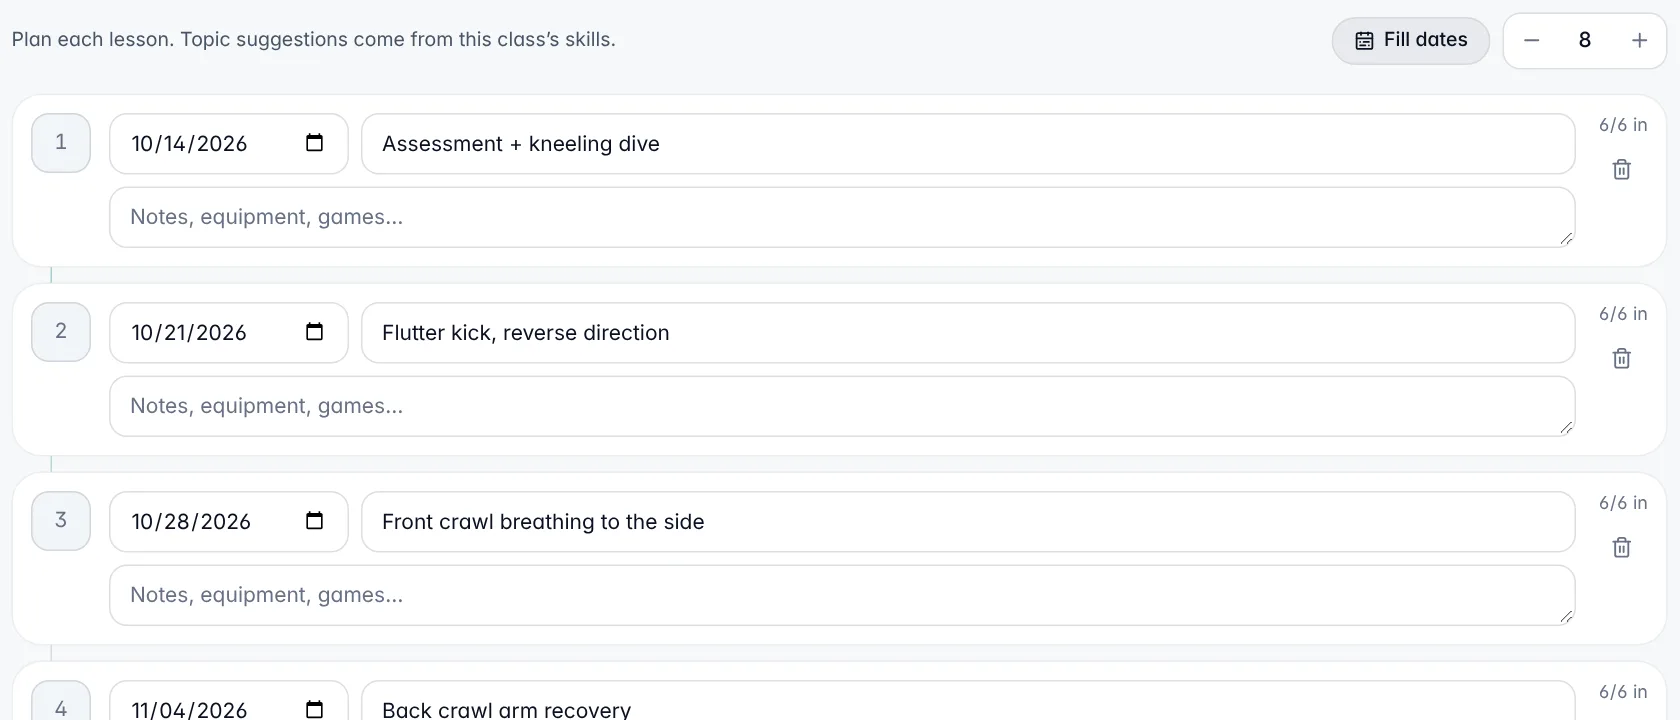 Plan each lesson. Topic suggestions come from this class’s skills.
Fill dates
8
1
10/14/2026
Assessment + kneeling dive
6/6 in
Notes, equipment, games...
2
10/21/2026
Flutter kick, reverse direction
6/6 in
Notes, equipment, games...
3
10/28/2026
Front crawl breathing to the side
6/6 in
Notes, equipment, games...
4
11/04/2026
Back crawl arm recovery
6/6 in